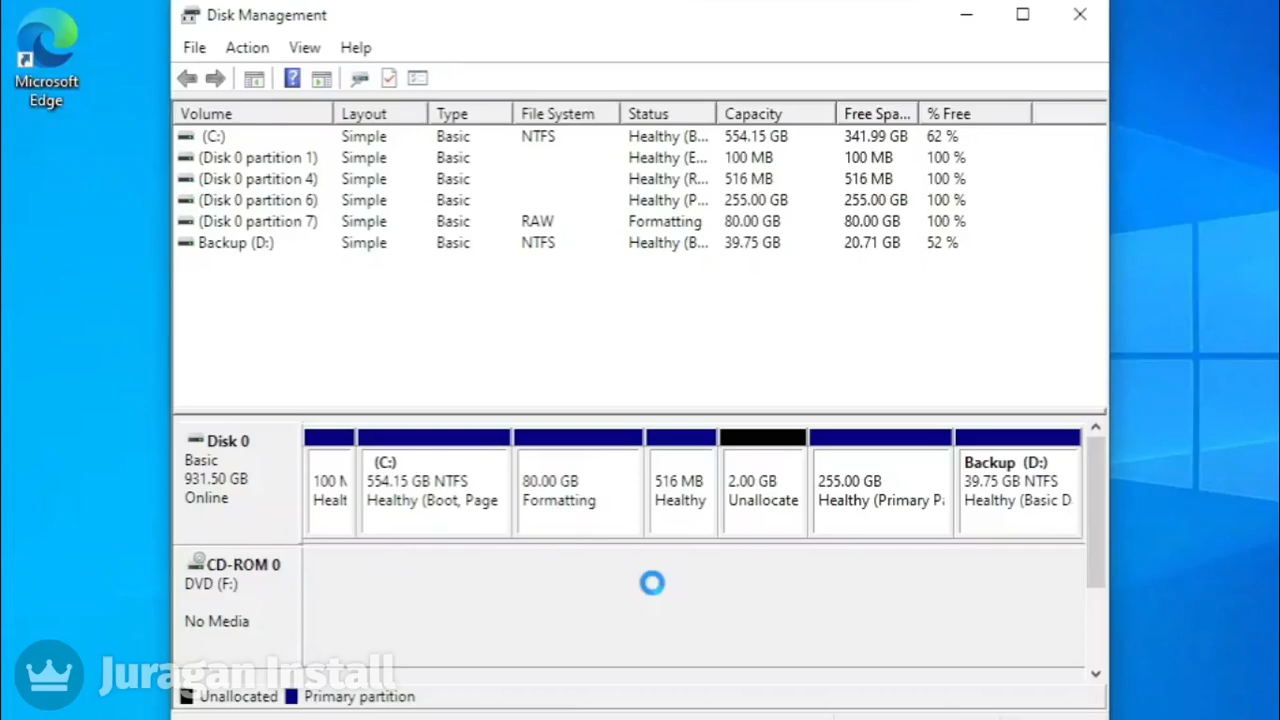 Microsoft
Edge
Disk Management
File Action View Help
Volume Layout Type File System Status Capacity Free Spa... % Free
(C:) Simple Basic NTFS Healthy (B... 554.15 GB 341.99 GB 62 %
(Disk 0 partition 1) Simple Basic Healthy (E... 100 MB 100 MB 100 %
(Disk 0 partition 4) Simple Basic Healthy (R... 516 MB 516 MB 100 %
(Disk 0 partition 6) Simple Basic Healthy (P... 255.00 GB 255.00 GB 100 %
(Disk 0 partition 7) Simple Basic RAW Formatting 80.00 GB 80.00 GB 100 %
Backup (D:) Simple Basic NTFS Healthy (B... 39.75 GB 20.71 GB 52 %
Disk 0
Basic
931.50 GB
Online
100 M
Healt
(C:)
554.15 GB NTFS
Healthy (Boot, Page
80.00 GB
Formatting
516 MB
Healthy
2.00 GB
Unallocate
255.00 GB
Healthy (Primary Pa
Backup (D:)
39.75 GB NTFS
Healthy (Basic D
CD-ROM 0
DVD (F:)
No Media
Juragan Install
Unallocated Primary partition